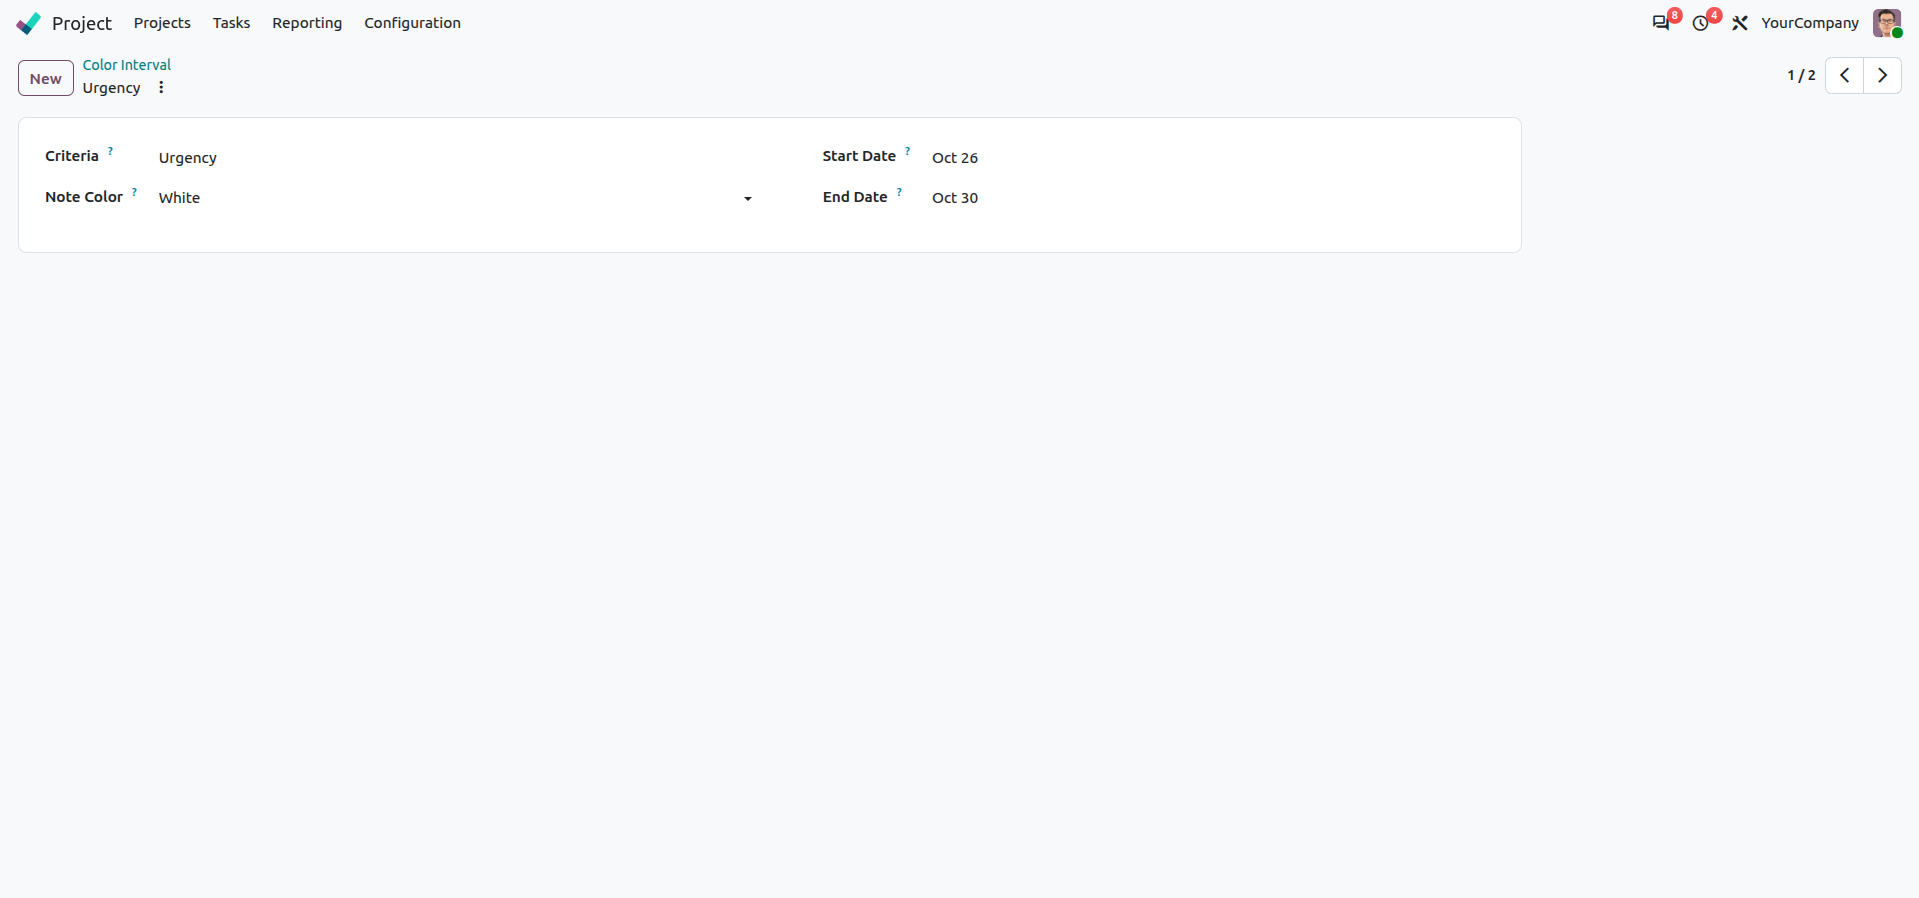 Project Projects Tasks Reporting Configuration 8 4 YourCompany
New Color Interval
Urgency
1 / 2
Criteria ? Urgency Start Date ? Oct 26
Note Color ? White End Date ? Oct 30